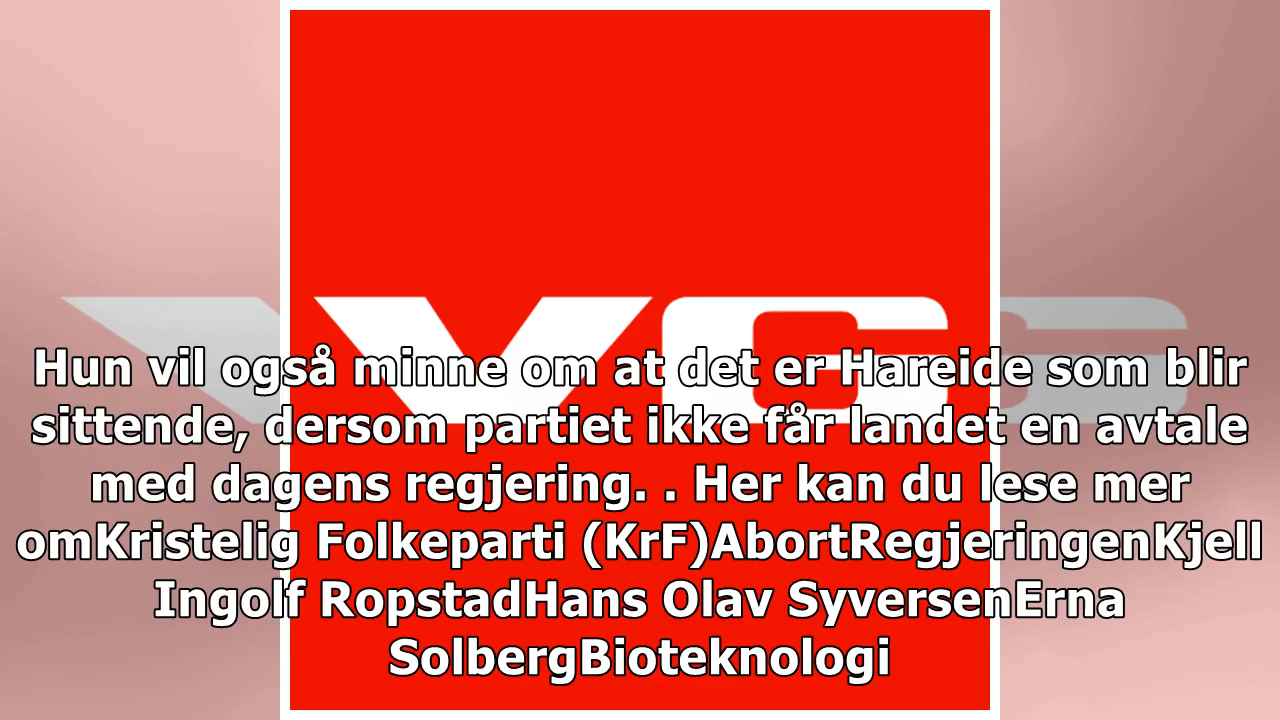 VG
Hun vil også minne om at det er Hareide som blir
sittende, dersom partiet ikke får landet en avtale
med dagens regjering. . Her kan du lese mer
omKristelig Folkeparti (KrF)AbortRegjeringenKjell
Ingolf RopstadHans Olav SyversenErna
SolbergBioteknologi